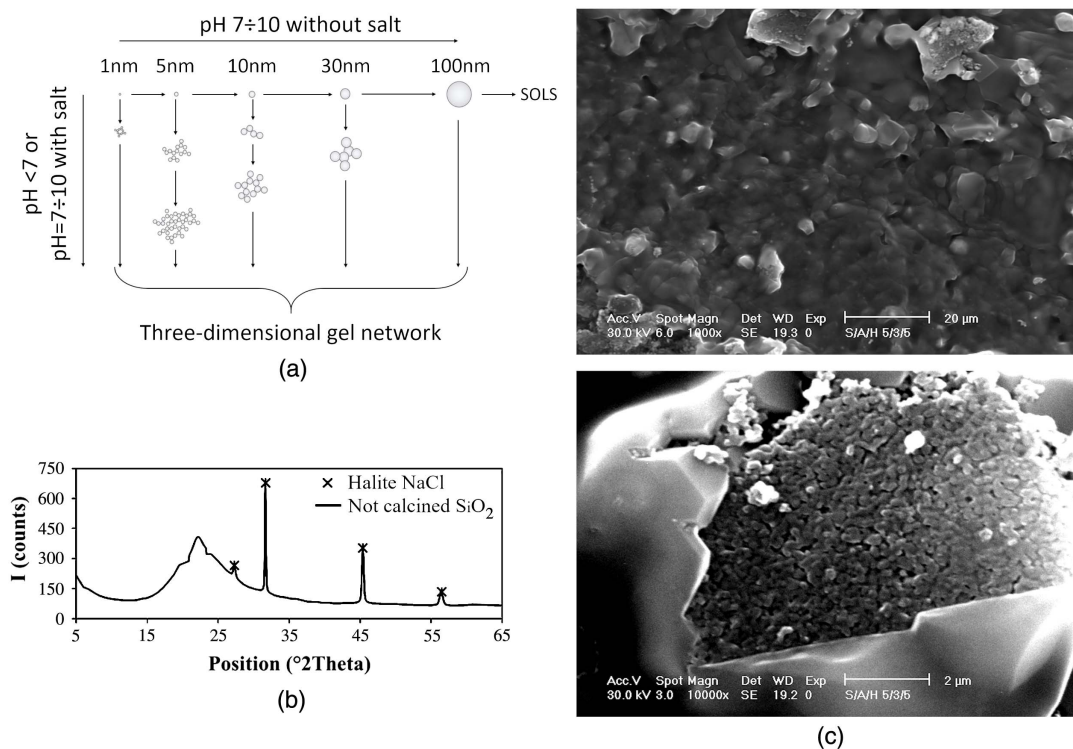 pH 7÷10 without salt
1nm 5nm 10nm 30nm 100nm
SOLS
pH <7 or
pH=7÷10 with salt
Three-dimensional gel network
(a)
750
600
450
300
150
0
I (counts)
× Halite NaCl
Not calcined SiO₂
5 15 25 35 45 55 65
Position (°2Theta)
(b)
Acc.V Spot Magn Det WD Exp 20 µm
30.0 kV 6.0 1000x SE 19.3 0 S/A/H 5/3/5
Acc.V Spot Magn Det WD Exp 2 µm
30.0 kV 3.0 10000x SE 19.2 0 S/A/H 5/3/5
(c)